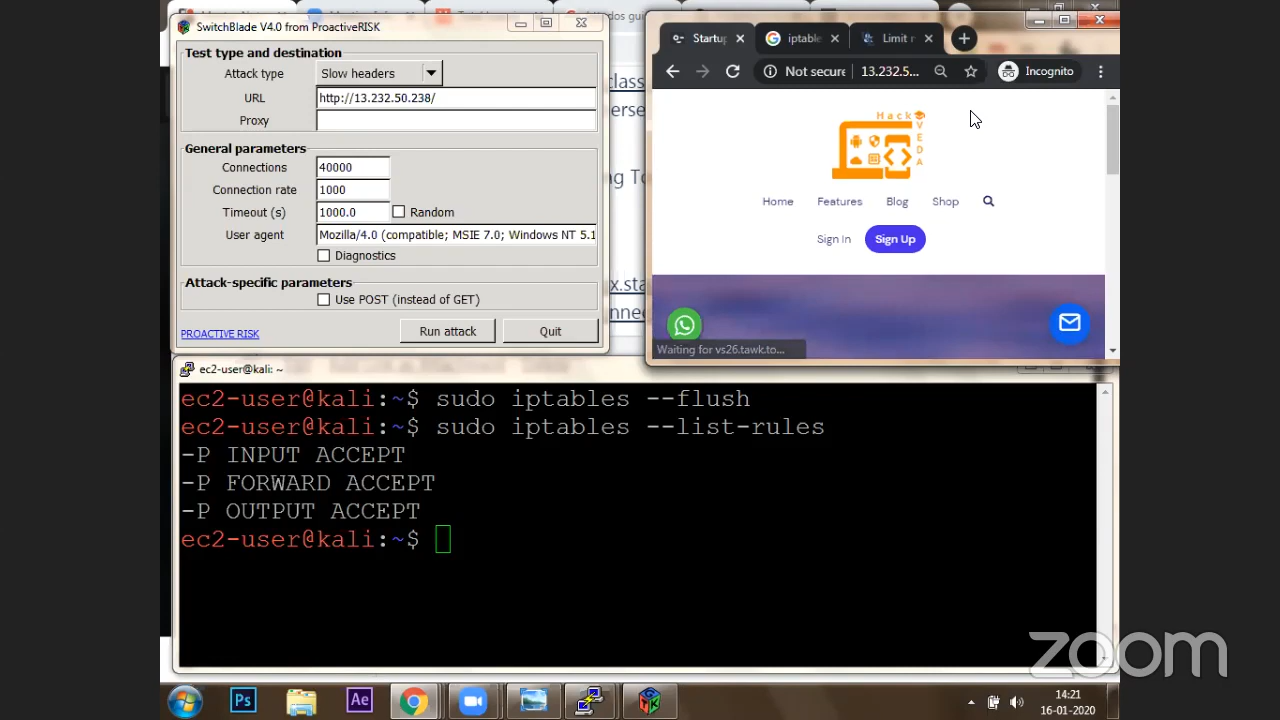 SwitchBlade V4.0 from ProactiveRISK
Test type and destination
Attack type Slow headers
URL http://13.232.50.238/
Proxy
General parameters
Connections 40000
Connection rate 1000
Timeout (s) 1000.0 Random
User agent Mozilla/4.0 (compatible; MSIE 7.0; Windows NT 5.1
Diagnostics
Attack-specific parameters
Use POST (instead of GET)
PROACTIVE RISK Run attack Quit
Startu iptable Limit r
Not secure 13.232.5... Incognito
Hack
VEDA
Home Features Blog Shop
Sign In Sign Up
Waiting for vs26.tawk.to...
ec2-user@kali: ~
ec2-user@kali:~$ sudo iptables --flush
ec2-user@kali:~$ sudo iptables --list-rules
-P INPUT ACCEPT
-P FORWARD ACCEPT
-P OUTPUT ACCEPT
ec2-user@kali:~$
zoom
Ps Ae
14:21
16-01-2020